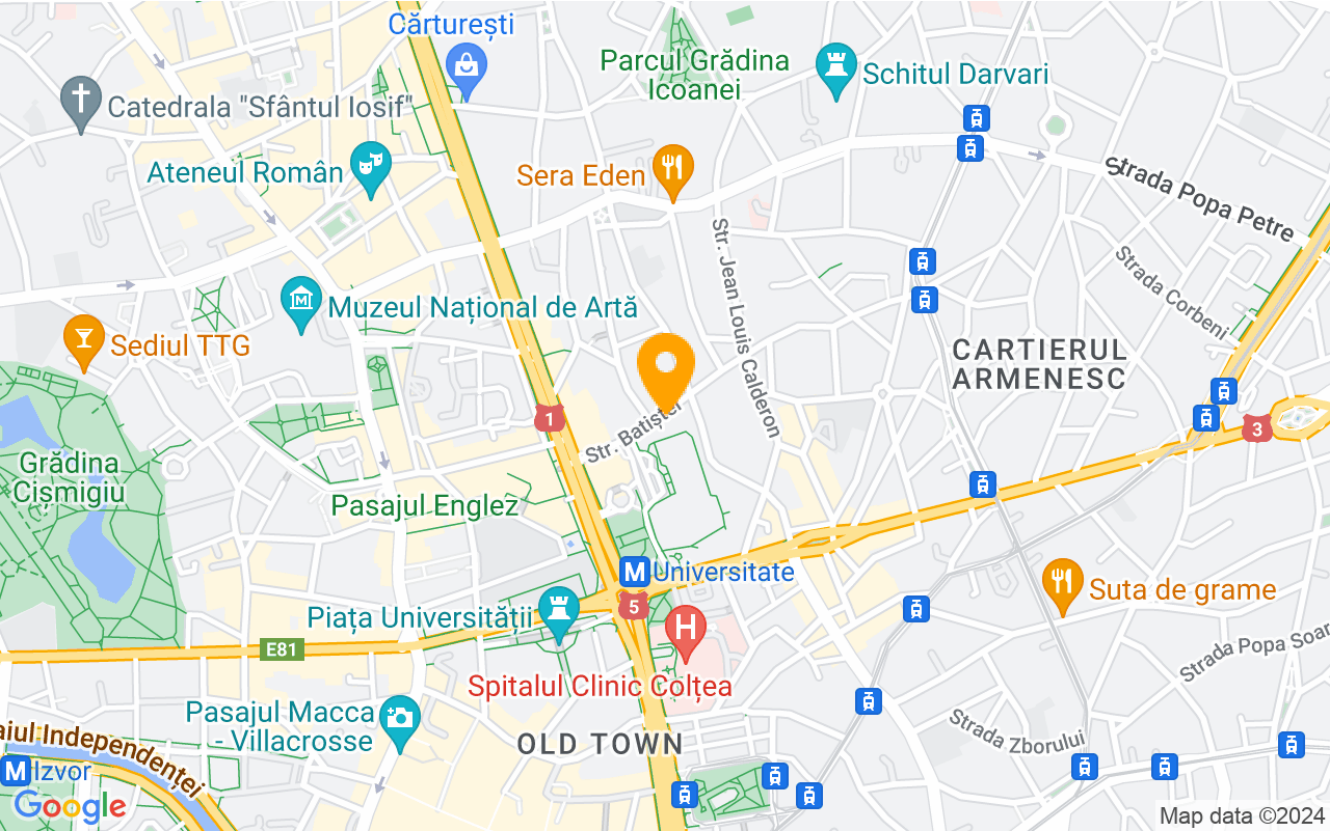 Cărturești
Parcul Grădina
Icoanei
Schitul Darvari
Catedrala "Sfântul Iosif"
Ateneul Român
Sera Eden
Strada Popa Petre
Str. Jean Louis Calderon
Strada Corbeni
M
Muzeul Național de Artă
Sediul TTG
CARTIERUL
ARMENESC
1
3
Str. Batiștei
Grădina
Cișmigiu
Pasajul Englez
M Universitate
5
Suta de grame
Piața Universității
H
E81
Strada Popa Soar
Spitalul Clinic Colțea
Pasajul Macca
- Villacrosse
OLD TOWN
Strada Zborului
aiul Independenței
M Izvor
Google
Map data ©2024